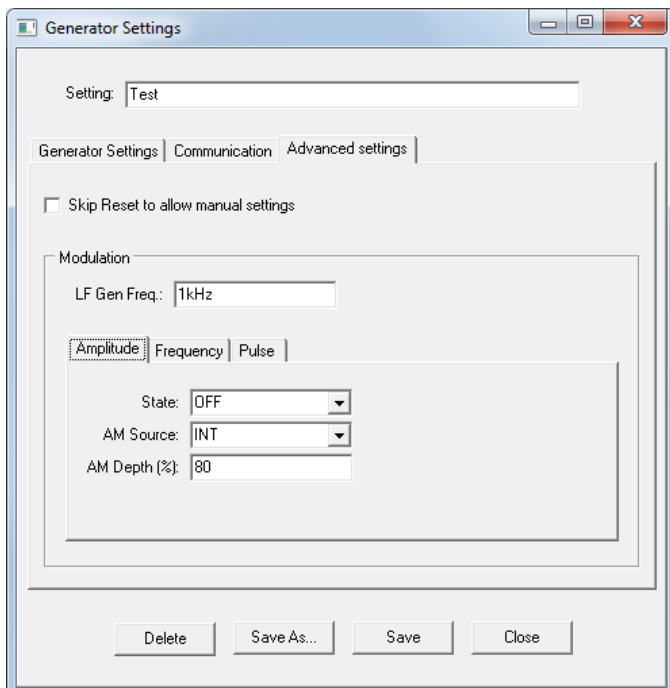 Generator Settings
Setting: Test
Generator Settings Communication Advanced settings
Skip Reset to allow manual settings
Modulation
LF Gen Freq.: 1kHz
Amplitude Frequency Pulse
State: OFF
AM Source: INT
AM Depth (%): 80
Delete Save As... Save Close